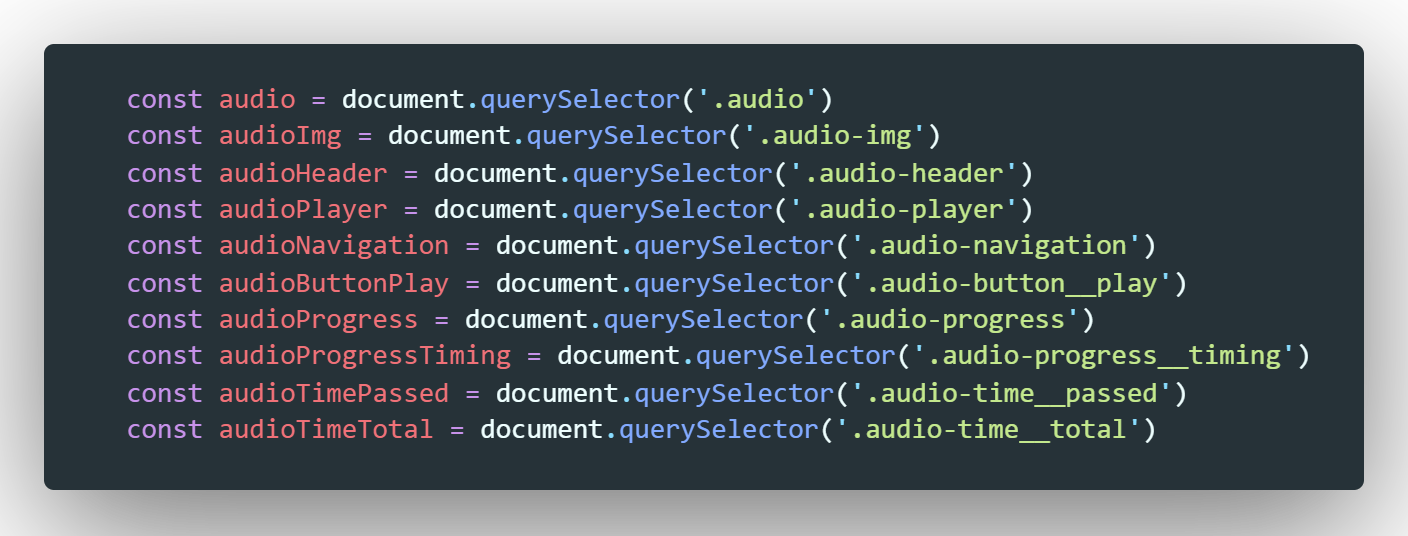 const audio = document.querySelector('.audio')
const audioImg = document.querySelector('.audio-img')
const audioHeader = document.querySelector('.audio-header')
const audioPlayer = document.querySelector('.audio-player')
const audioNavigation = document.querySelector('.audio-navigation')
const audioButtonPlay = document.querySelector('.audio-button__play')
const audioProgress = document.querySelector('.audio-progress')
const audioProgressTiming = document.querySelector('.audio-progress__timing')
const audioTimePassed = document.querySelector('.audio-time__passed')
const audioTimeTotal = document.querySelector('.audio-time__total')